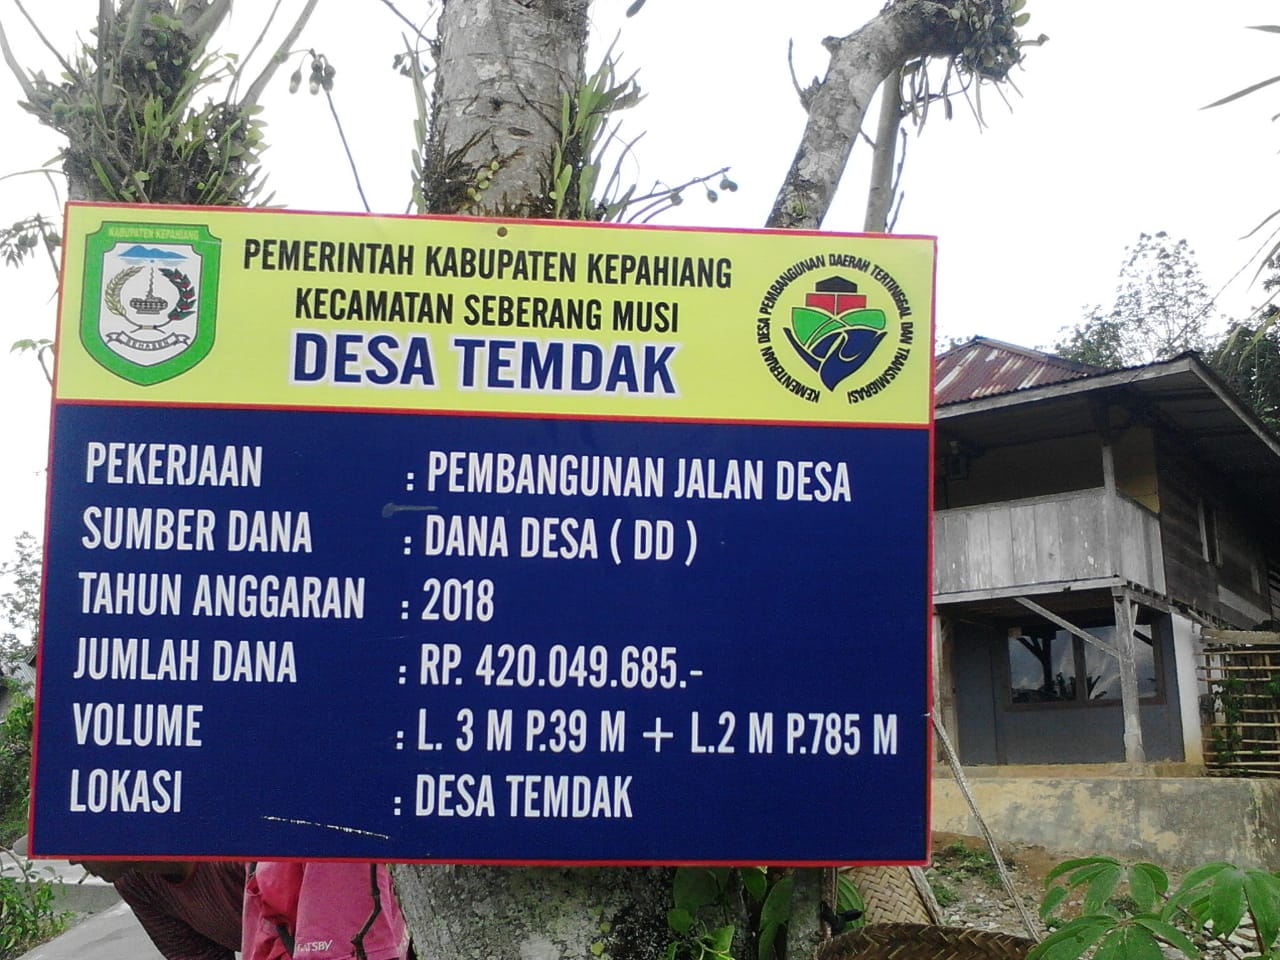 KABUPATEN KEPAHIANG
SEHASEN
PEMERINTAH KABUPATEN KEPAHIANG
KECAMATAN SEBERANG MUSI
DESA TEMDAK
KEMENTERIAN DESA PEMBANGUNAN DAERAH TERTINGGAL DAN TRANSMIGRASI
PEKERJAAN : PEMBANGUNAN JALAN DESA
SUMBER DANA : DANA DESA ( DD )
TAHUN ANGGARAN : 2018
JUMLAH DANA : RP. 420.049.685.-
VOLUME : L. 3 M P.39 M + L.2 M P.785 M
LOKASI : DESA TEMDAK
GATSBY